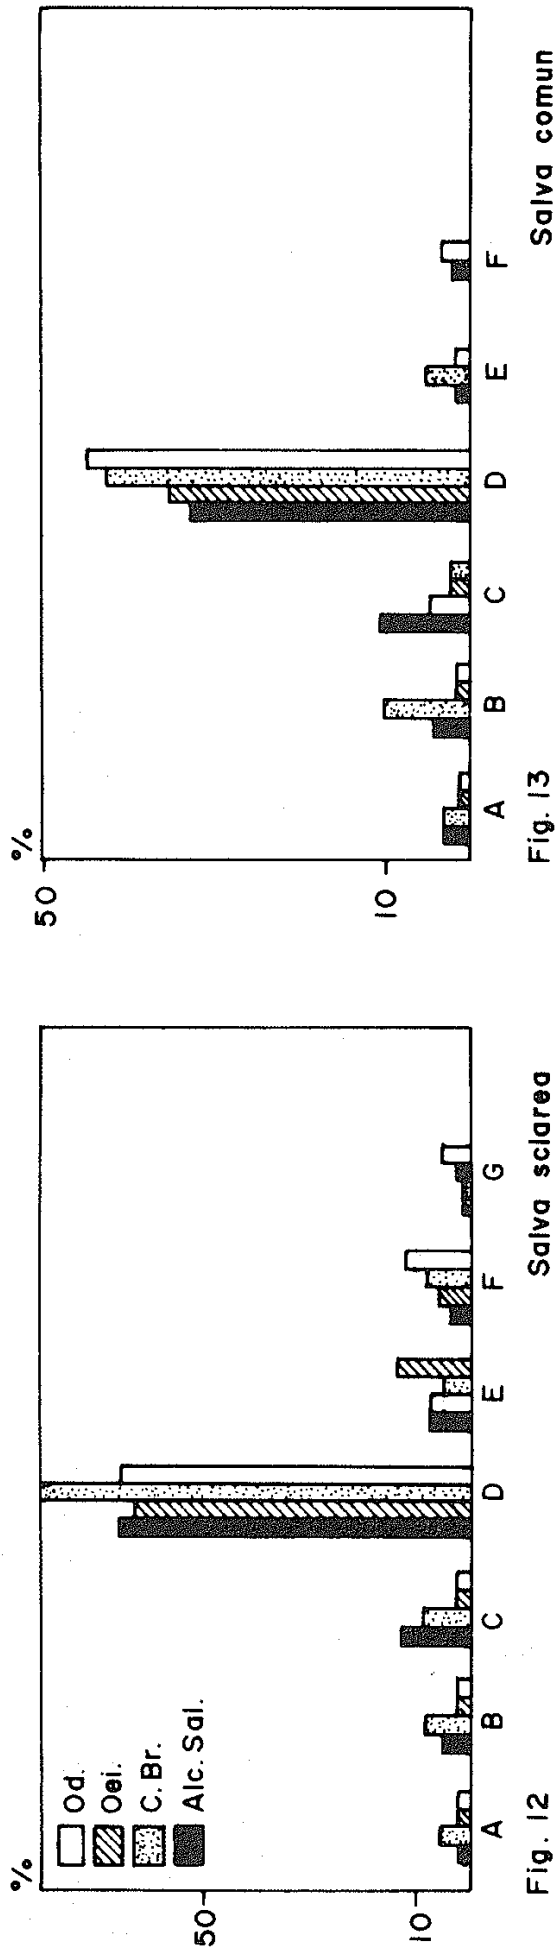 %
50
10
Od.
Oei.
C. Br.
Alc. Sal.
A B C D E F G
Fig. 12
Salva sclarea
%
50
10
A B C D E F
Fig. 13
Salva comun